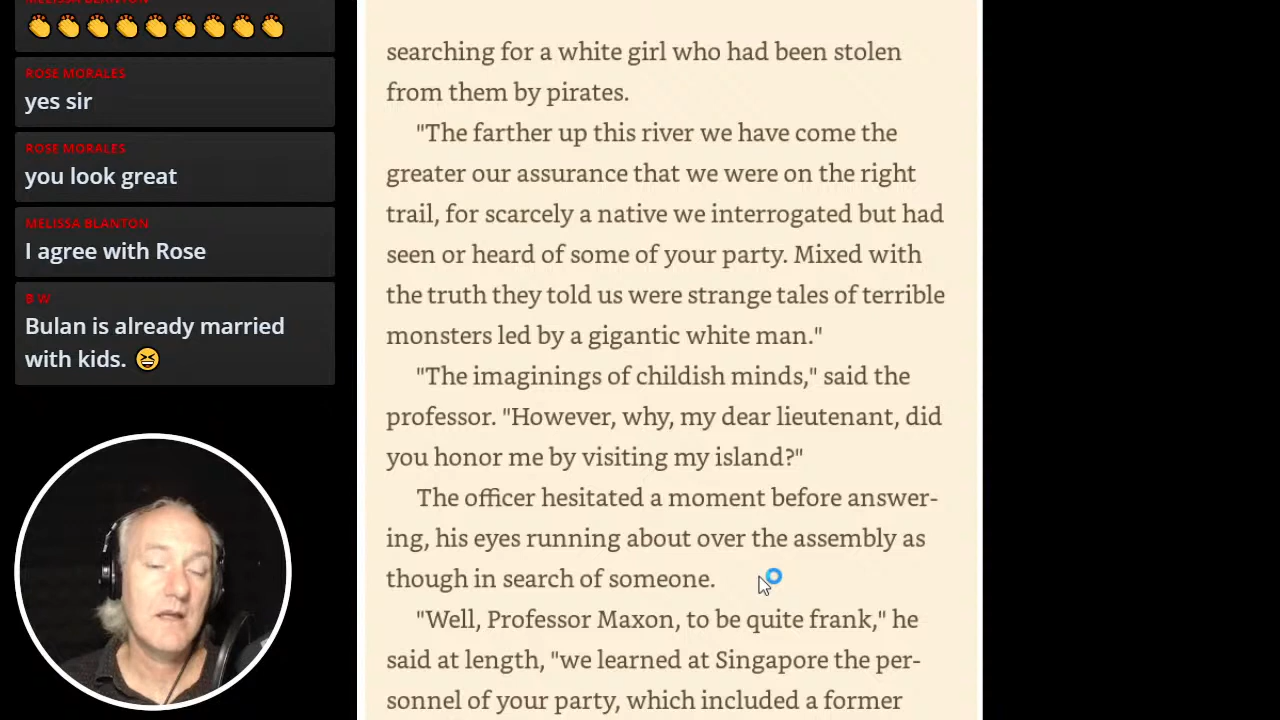 👏👏👏👏👏👏👏👏👏
ROSE MORALES
yes sir
ROSE MORALES
you look great
MELISSA BLANTON
I agree with Rose
B W
Bulan is already married
with kids. 😆
searching for a white girl who had been stolen
from them by pirates.
"The farther up this river we have come the
greater our assurance that we were on the right
trail, for scarcely a native we interrogated but had
seen or heard of some of your party. Mixed with
the truth they told us were strange tales of terrible
monsters led by a gigantic white man."
"The imaginings of childish minds," said the
professor. "However, why, my dear lieutenant, did
you honor me by visiting my island?"
The officer hesitated a moment before answer-
ing, his eyes running about over the assembly as
though in search of someone.
"Well, Professor Maxon, to be quite frank," he
said at length, "we learned at Singapore the per-
sonnel of your party, which included a former